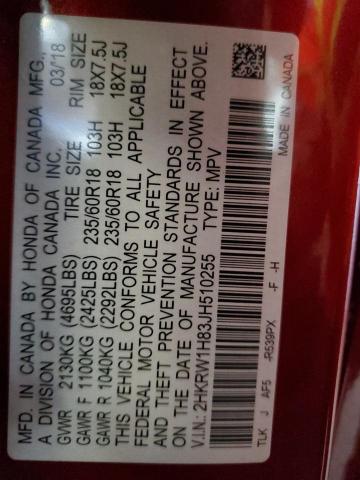 MFD. IN CANADA BY HONDA OF CANADA MFG.,
A DIVISION OF HONDA CANADA INC. 03/18
GVWR 2130KG (4695LBS) TIRE SIZE RIM SIZE
GAWR F 1100KG (2425LBS) 235/60R18 103H 18X7.5J
GAWR R 1040KG (2292LBS) 235/60R18 103H 18X7.5J
THIS VEHICLE CONFORMS TO ALL APPLICABLE
FEDERAL MOTOR VEHICLE SAFETY
AND THEFT PREVENTION STANDARDS IN EFFECT
ON THE DATE OF MANUFACTURE SHOWN ABOVE.
V.I.N.: 2HKRW1H83JH510255 TYPE: MPV
TLK J AF5 -R539PX -F -H MADE IN CANADA